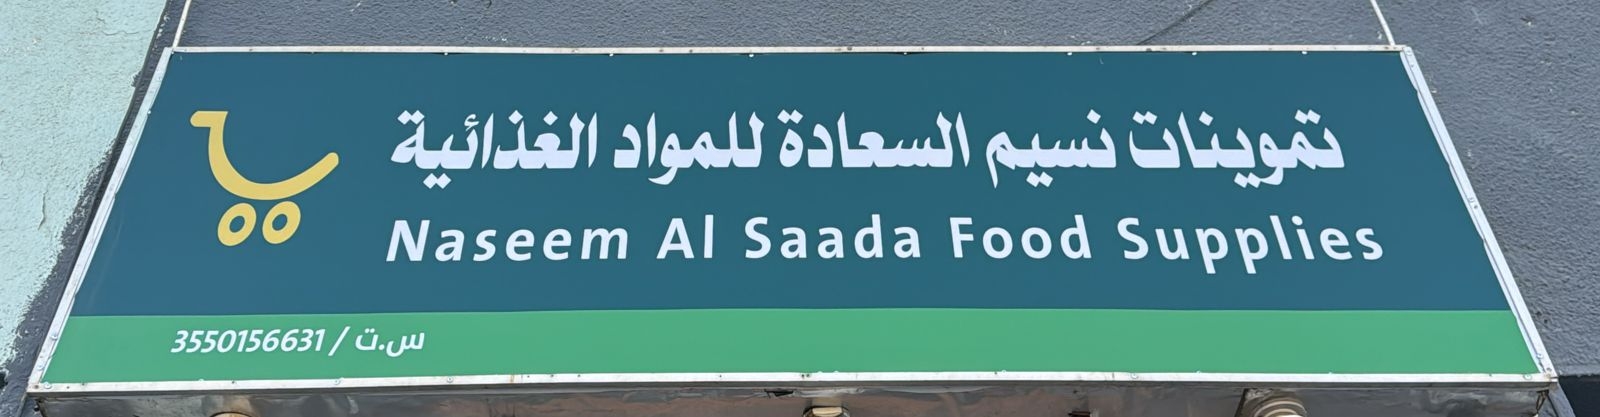 تموينات نسيم السعادة للمواد الغذائية
Naseem Al Saada Food Supplies
س.ت / 3550156631